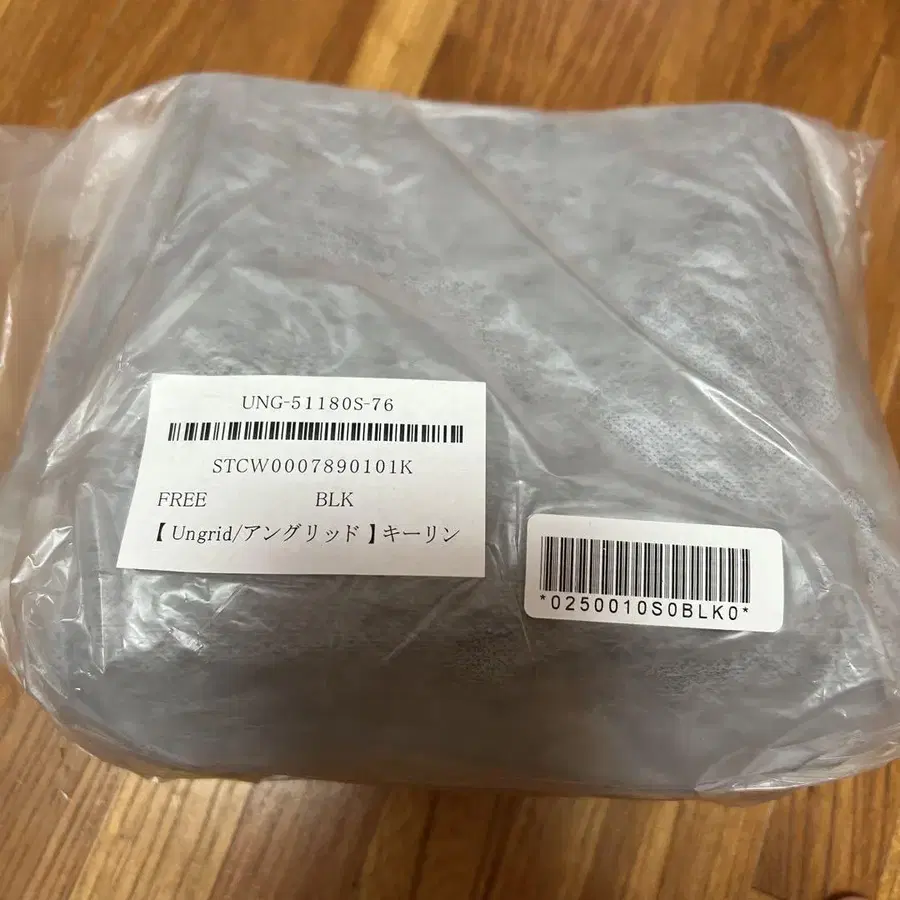 UNG-51180S-76
STCW0007890101K
FREE BLK
【 Ungrid/アングリッド 】キーリン
*0250010S0BLK0*